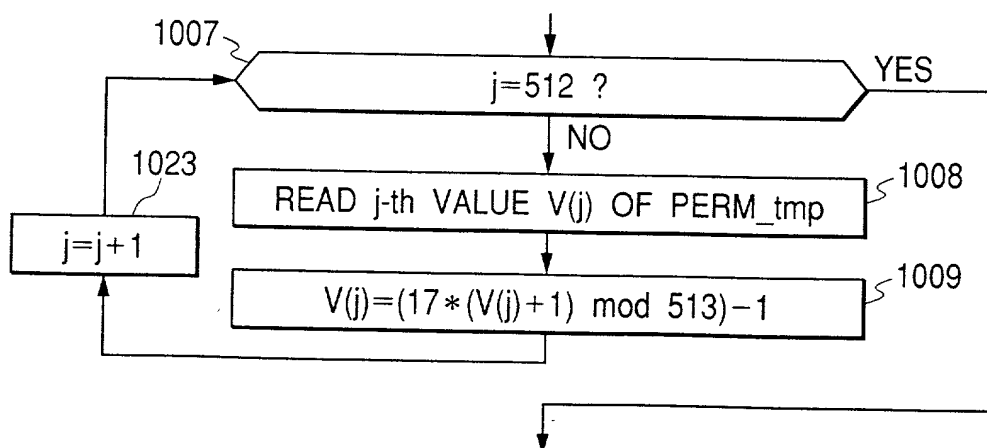 1007
j=512 ?
YES
NO
1023
1008
READ j-th VALUE V(j) OF PERM_tmp
j=j+1
1009
V(j)=(17*(V(j)+1) mod 513)-1